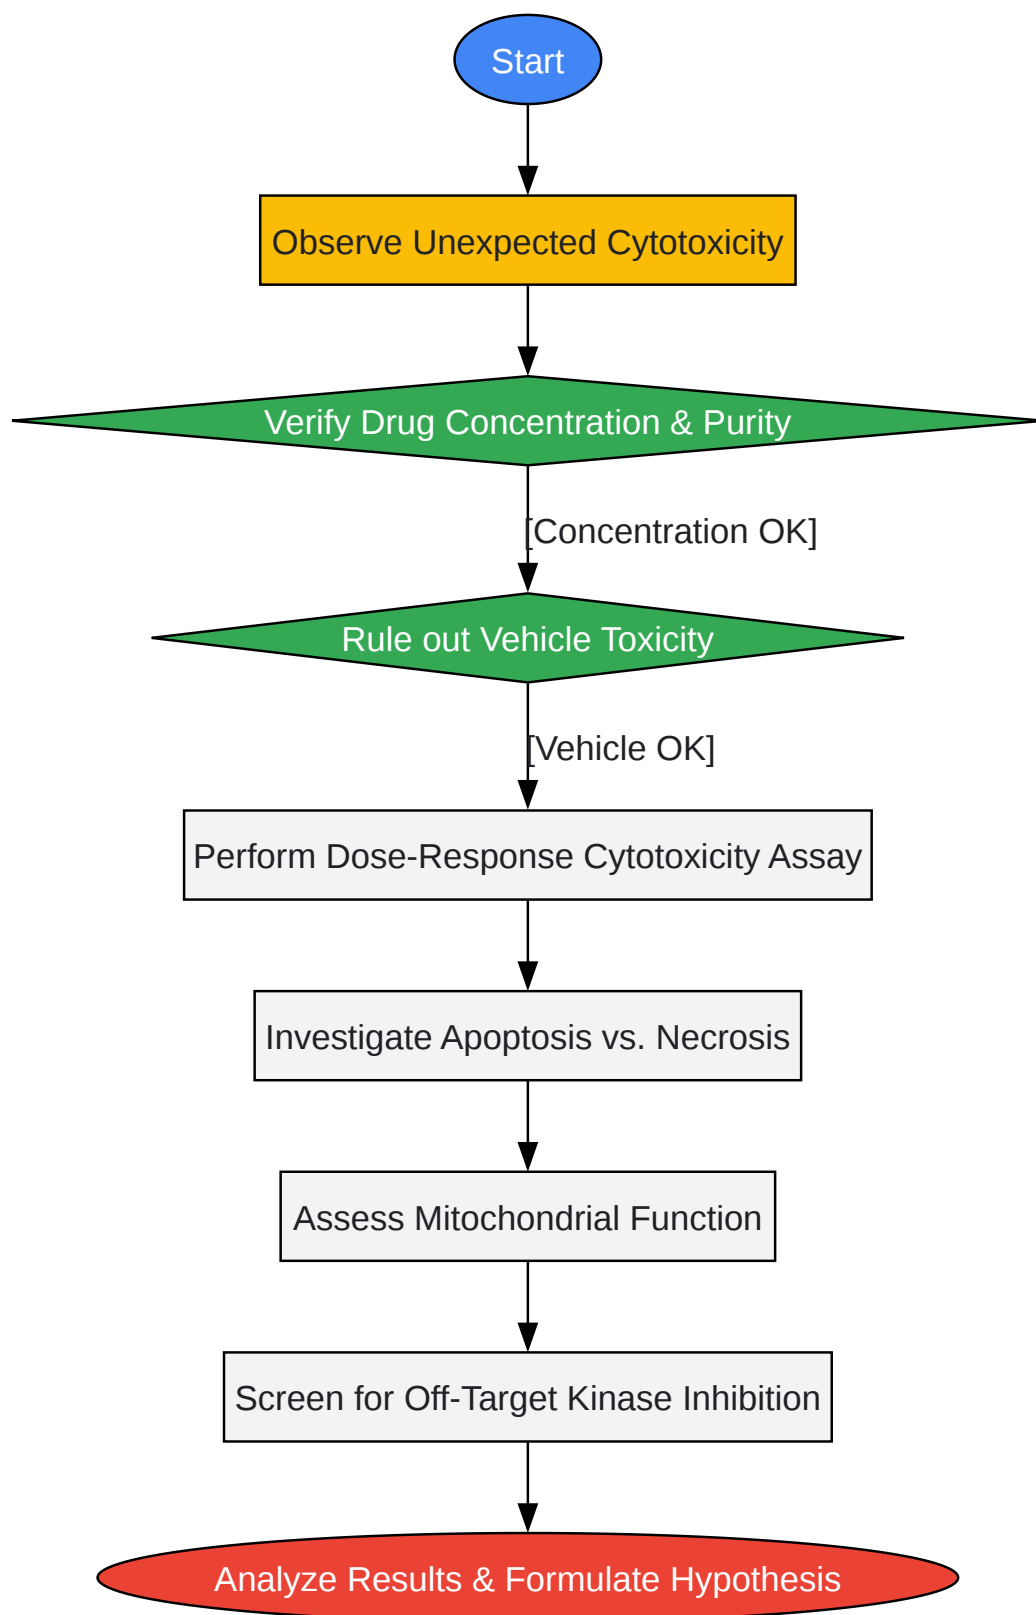 Start
Observe Unexpected Cytotoxicity
Verify Drug Concentration & Purity
[Concentration OK]
Rule out Vehicle Toxicity
[Vehicle OK]
Perform Dose-Response Cytotoxicity Assay
Investigate Apoptosis vs. Necrosis
Assess Mitochondrial Function
Screen for Off-Target Kinase Inhibition
Analyze Results & Formulate Hypothesis